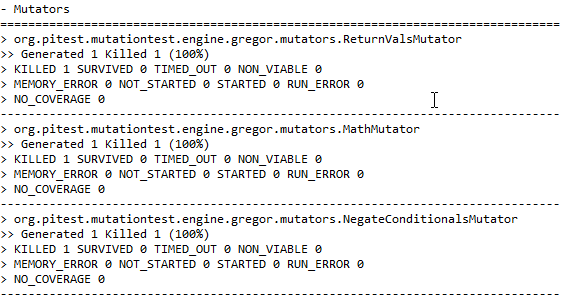 - Mutators
================================================================================
> org.pitest.mutationtest.engine.gregor.mutators.ReturnValsMutator
>> Generated 1 Killed 1 (100%)
> KILLED 1 SURVIVED 0 TIMED_OUT 0 NON_VIABLE 0
> MEMORY_ERROR 0 NOT_STARTED 0 STARTED 0 RUN_ERROR 0
> NO_COVERAGE 0
--------------------------------------------------------------------------------
> org.pitest.mutationtest.engine.gregor.mutators.MathMutator
>> Generated 1 Killed 1 (100%)
> KILLED 1 SURVIVED 0 TIMED_OUT 0 NON_VIABLE 0
> MEMORY_ERROR 0 NOT_STARTED 0 STARTED 0 RUN_ERROR 0
> NO_COVERAGE 0
--------------------------------------------------------------------------------
> org.pitest.mutationtest.engine.gregor.mutators.NegateConditionalsMutator
>> Generated 1 Killed 1 (100%)
> KILLED 1 SURVIVED 0 TIMED_OUT 0 NON_VIABLE 0
> MEMORY_ERROR 0 NOT_STARTED 0 STARTED 0 RUN_ERROR 0
> NO_COVERAGE 0
--------------------------------------------------------------------------------